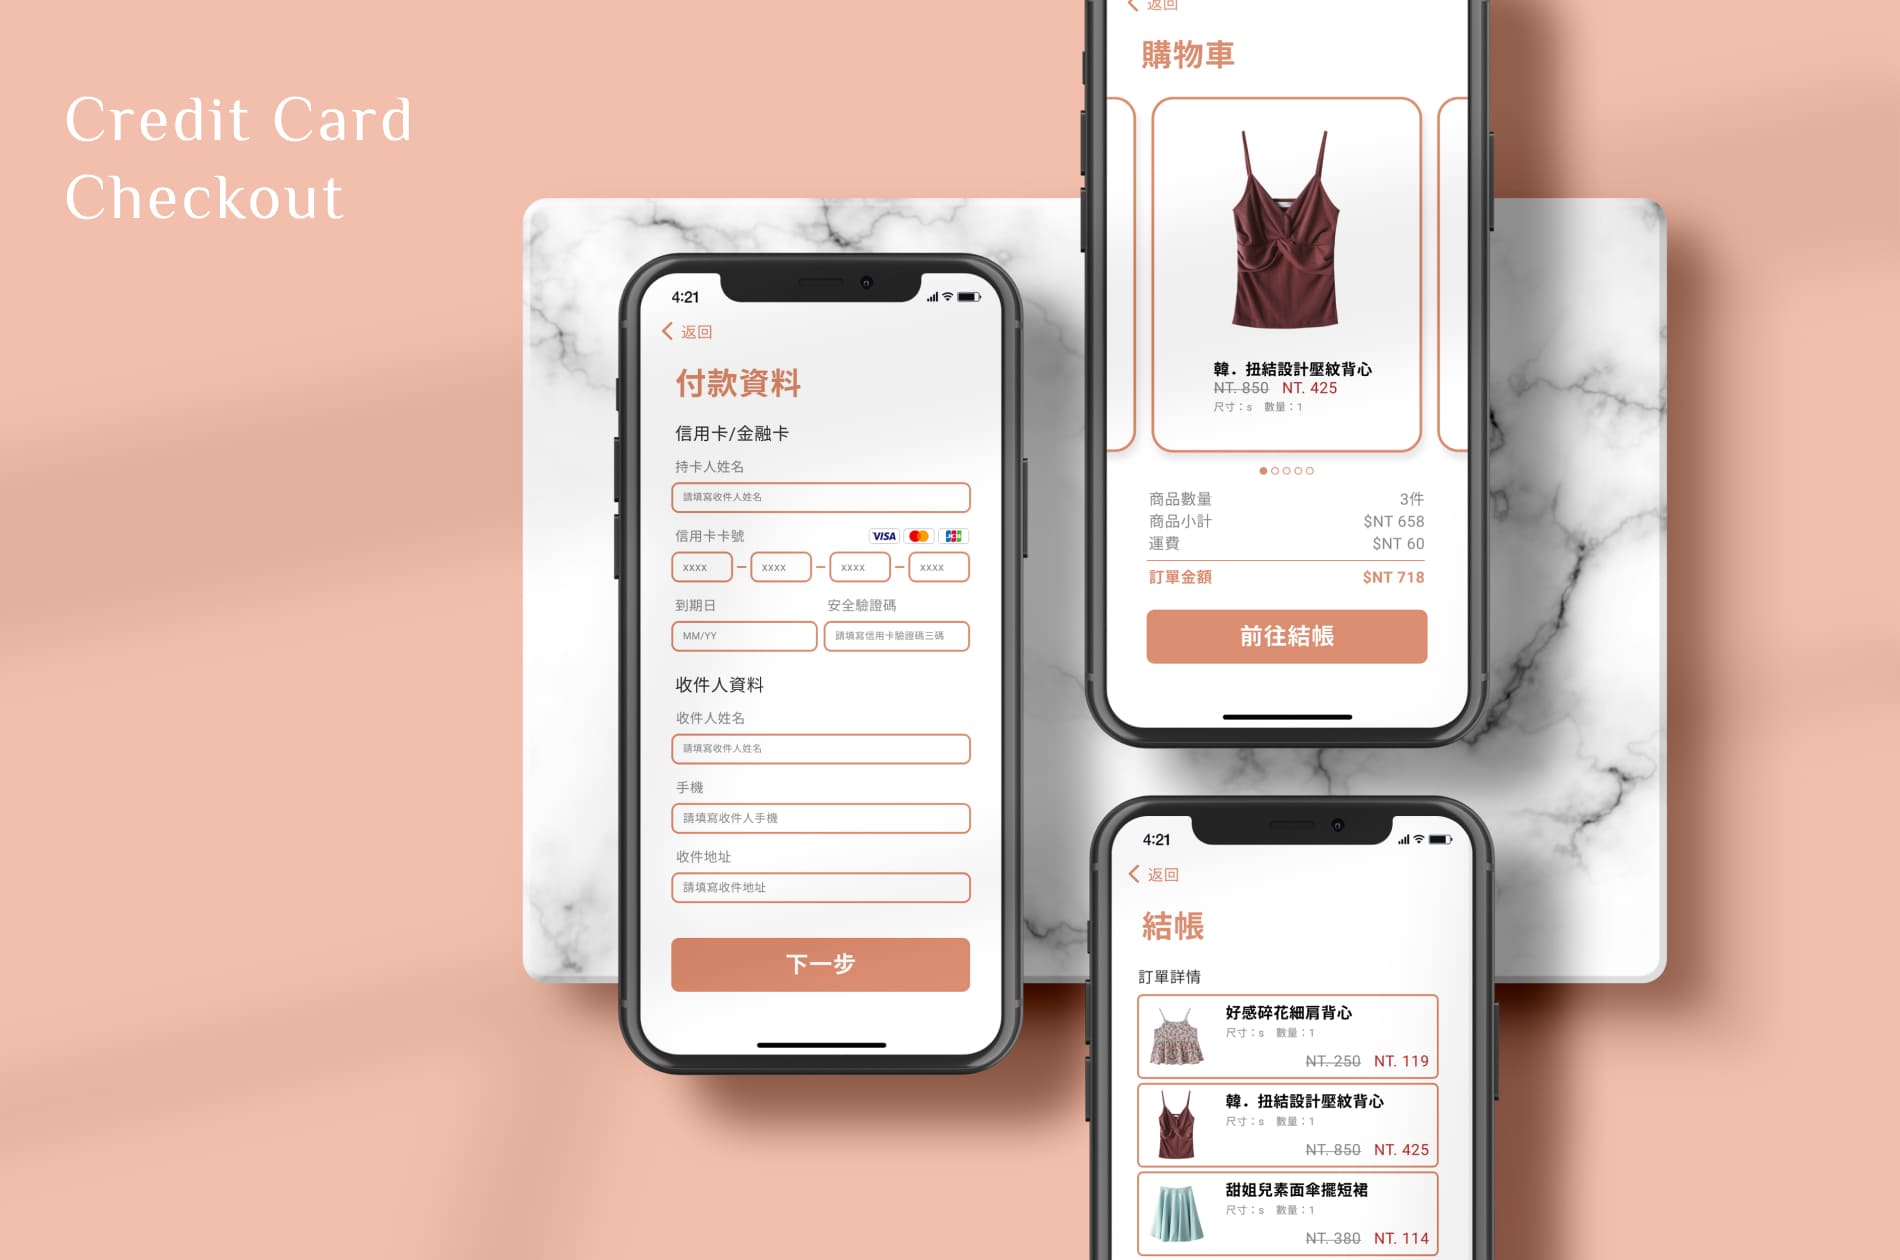 Credit Card
Checkout
4:21
返回
付款資料
信用卡/金融卡
持卡人姓名
請填寫收件人姓名
信用卡卡號
VISA
JCB
xxxx – xxxx – xxxx – xxxx
到期日 安全驗證碼
MM/YY 請填寫信用卡驗證碼三碼
收件人資料
收件人姓名
請填寫收件人姓名
手機
請填寫收件人手機
收件地址
請填寫收件地址
下一步
返回
購物車
韓．扭結設計壓紋背心
NT. 850 NT. 425
尺寸：s 數量：1
商品數量 3件
商品小計 $NT 658
運費 $NT 60
訂單金額 $NT 718
前往結帳
4:21
返回
結帳
訂單詳情
好感碎花細肩背心
尺寸：s 數量：1
NT. 250 NT. 119
韓．扭結設計壓紋背心
尺寸：s 數量：1
NT. 850 NT. 425
甜姐兒素面傘擺短裙
尺寸：s 數量：1
NT. 380 NT. 114